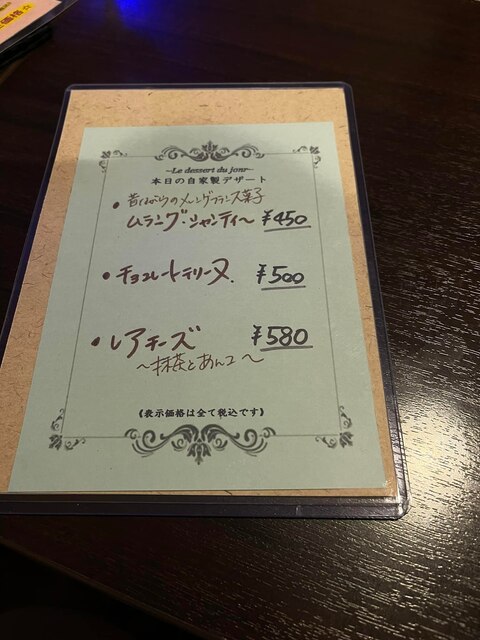 ~Le dessert du jour~
本日の自家製デザート
• 昔ながらのメレンゲフランス菓子
ムラング・シャンティ〜 ¥450
• チョコレートテリーヌ. ¥500
• レアチーズ ¥580
〜抹茶とあんこ〜
《表示価格は全て税込です》